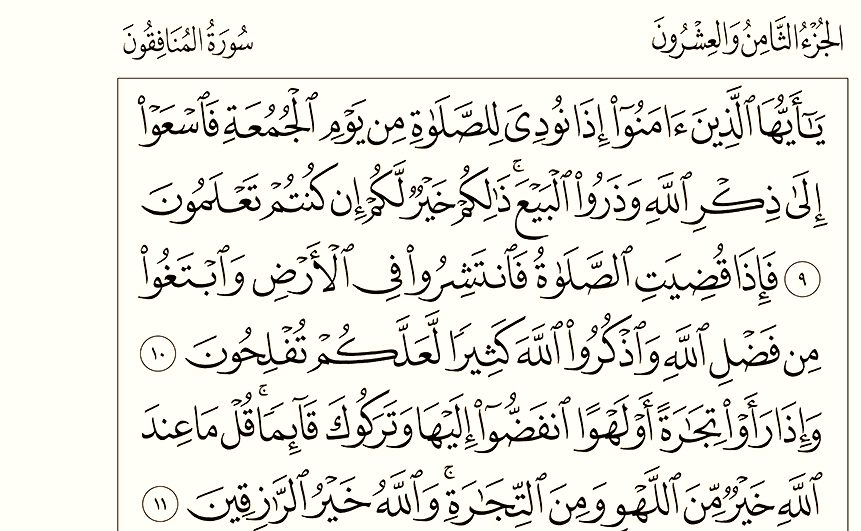 الجُزْءُ الثَّامِنُ وَالعِشْرُونَ
سُورَةُ المُنَافِقُونَ
يَٰٓأَيُّهَا ٱلَّذِينَ ءَامَنُوٓاْ إِذَا نُودِيَ لِلصَّلَوٰةِ مِن يَوْمِ ٱلْجُمُعَةِ فَٱسْعَوْاْ
إِلَىٰ ذِكْرِ ٱللَّهِ وَذَرُواْ ٱلْبَيْعَۚ ذَٰلِكُمْ خَيْرٌ لَّكُمْ إِن كُنتُمْ تَعْلَمُونَ
٩ فَإِذَا قُضِيَتِ ٱلصَّلَوٰةُ فَٱنتَشِرُواْ فِي ٱلْأَرْضِ وَٱبْتَغُواْ
مِن فَضْلِ ٱللَّهِ وَٱذْكُرُواْ ٱللَّهَ كَثِيرًا لَّعَلَّكُمْ تُفْلِحُونَ ١٠
وَإِذَا رَأَوْاْ تِجَٰرَةً أَوْ لَهْوًا ٱنفَضُّوٓاْ إِلَيْهَا وَتَرَكُوكَ قَآئِمًاۚ قُلْ مَا عِندَ
ٱللَّهِ خَيْرٌ مِّنَ ٱللَّهْوِ وَمِنَ ٱلتِّجَٰرَةِۚ وَٱللَّهُ خَيْرُ ٱلرَّٰزِقِينَ ١١